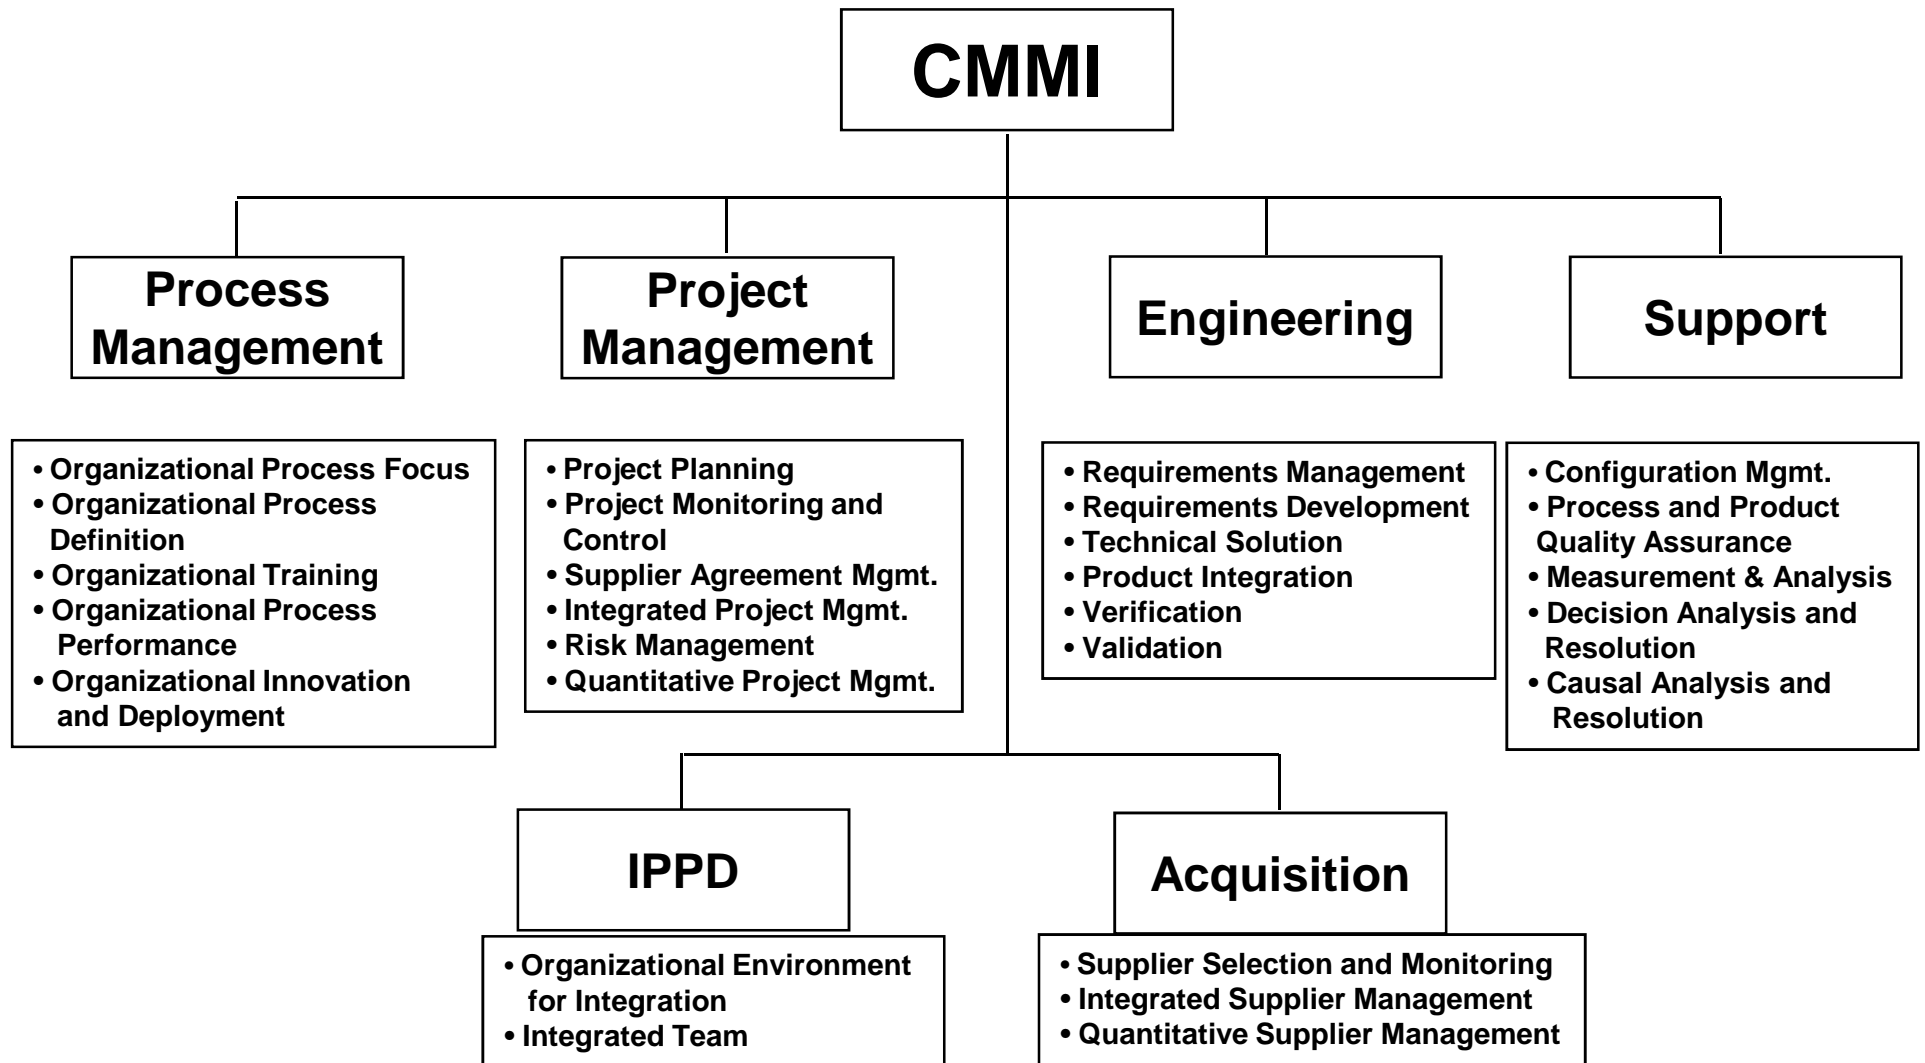 CMMI
Process
Management
Project
Management
Engineering
Support
• Organizational Process Focus
• Organizational Process
Definition
• Organizational Training
• Organizational Process
Performance
• Organizational Innovation
and Deployment
• Project Planning
• Project Monitoring and
Control
• Supplier Agreement Mgmt.
• Integrated Project Mgmt.
• Risk Management
• Quantitative Project Mgmt.
• Requirements Management
• Requirements Development
• Technical Solution
• Product Integration
• Verification
• Validation
• Configuration Mgmt.
• Process and Product
Quality Assurance
• Measurement & Analysis
• Decision Analysis and
Resolution
• Causal Analysis and
Resolution
IPPD
Acquisition
• Organizational Environment
for Integration
• Integrated Team
• Supplier Selection and Monitoring
• Integrated Supplier Management
• Quantitative Supplier Management